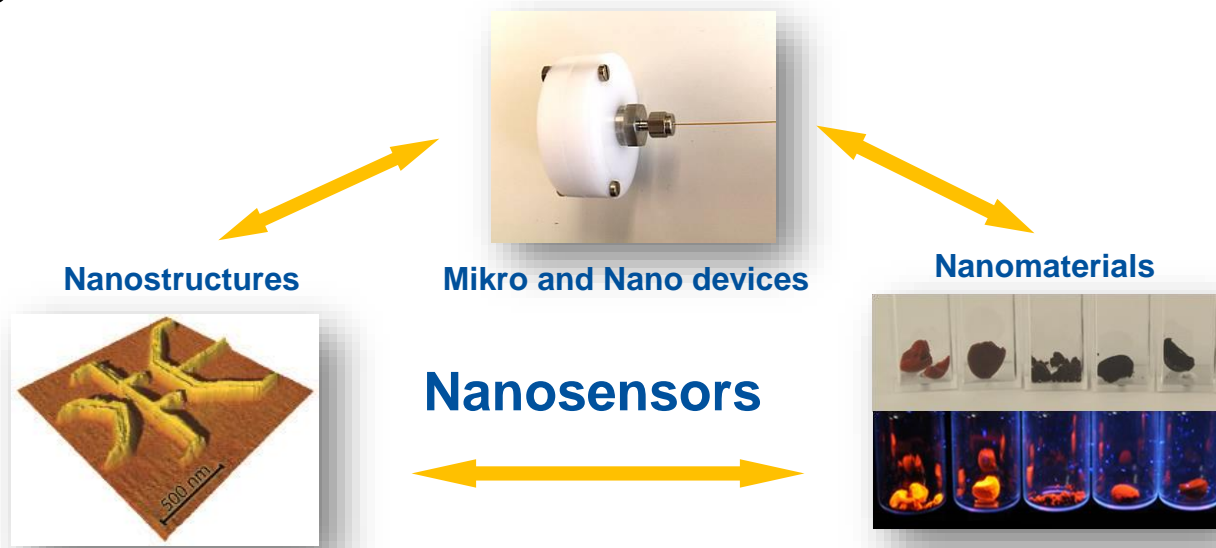 Nanostructures
Mikro and Nano devices
Nanomaterials
Nanosensors
500 nm